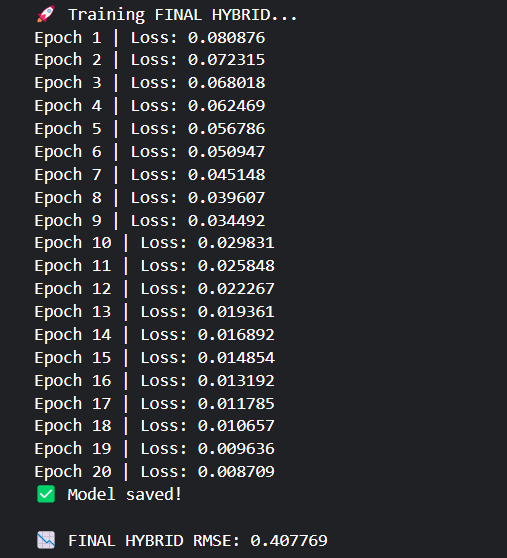 🚀 Training FINAL HYBRID...
Epoch 1 | Loss: 0.080876
Epoch 2 | Loss: 0.072315
Epoch 3 | Loss: 0.068018
Epoch 4 | Loss: 0.062469
Epoch 5 | Loss: 0.056786
Epoch 6 | Loss: 0.050947
Epoch 7 | Loss: 0.045148
Epoch 8 | Loss: 0.039607
Epoch 9 | Loss: 0.034492
Epoch 10 | Loss: 0.029831
Epoch 11 | Loss: 0.025848
Epoch 12 | Loss: 0.022267
Epoch 13 | Loss: 0.019361
Epoch 14 | Loss: 0.016892
Epoch 15 | Loss: 0.014854
Epoch 16 | Loss: 0.013192
Epoch 17 | Loss: 0.011785
Epoch 18 | Loss: 0.010657
Epoch 19 | Loss: 0.009636
Epoch 20 | Loss: 0.008709
✅ Model saved!
📉 FINAL HYBRID RMSE: 0.407769